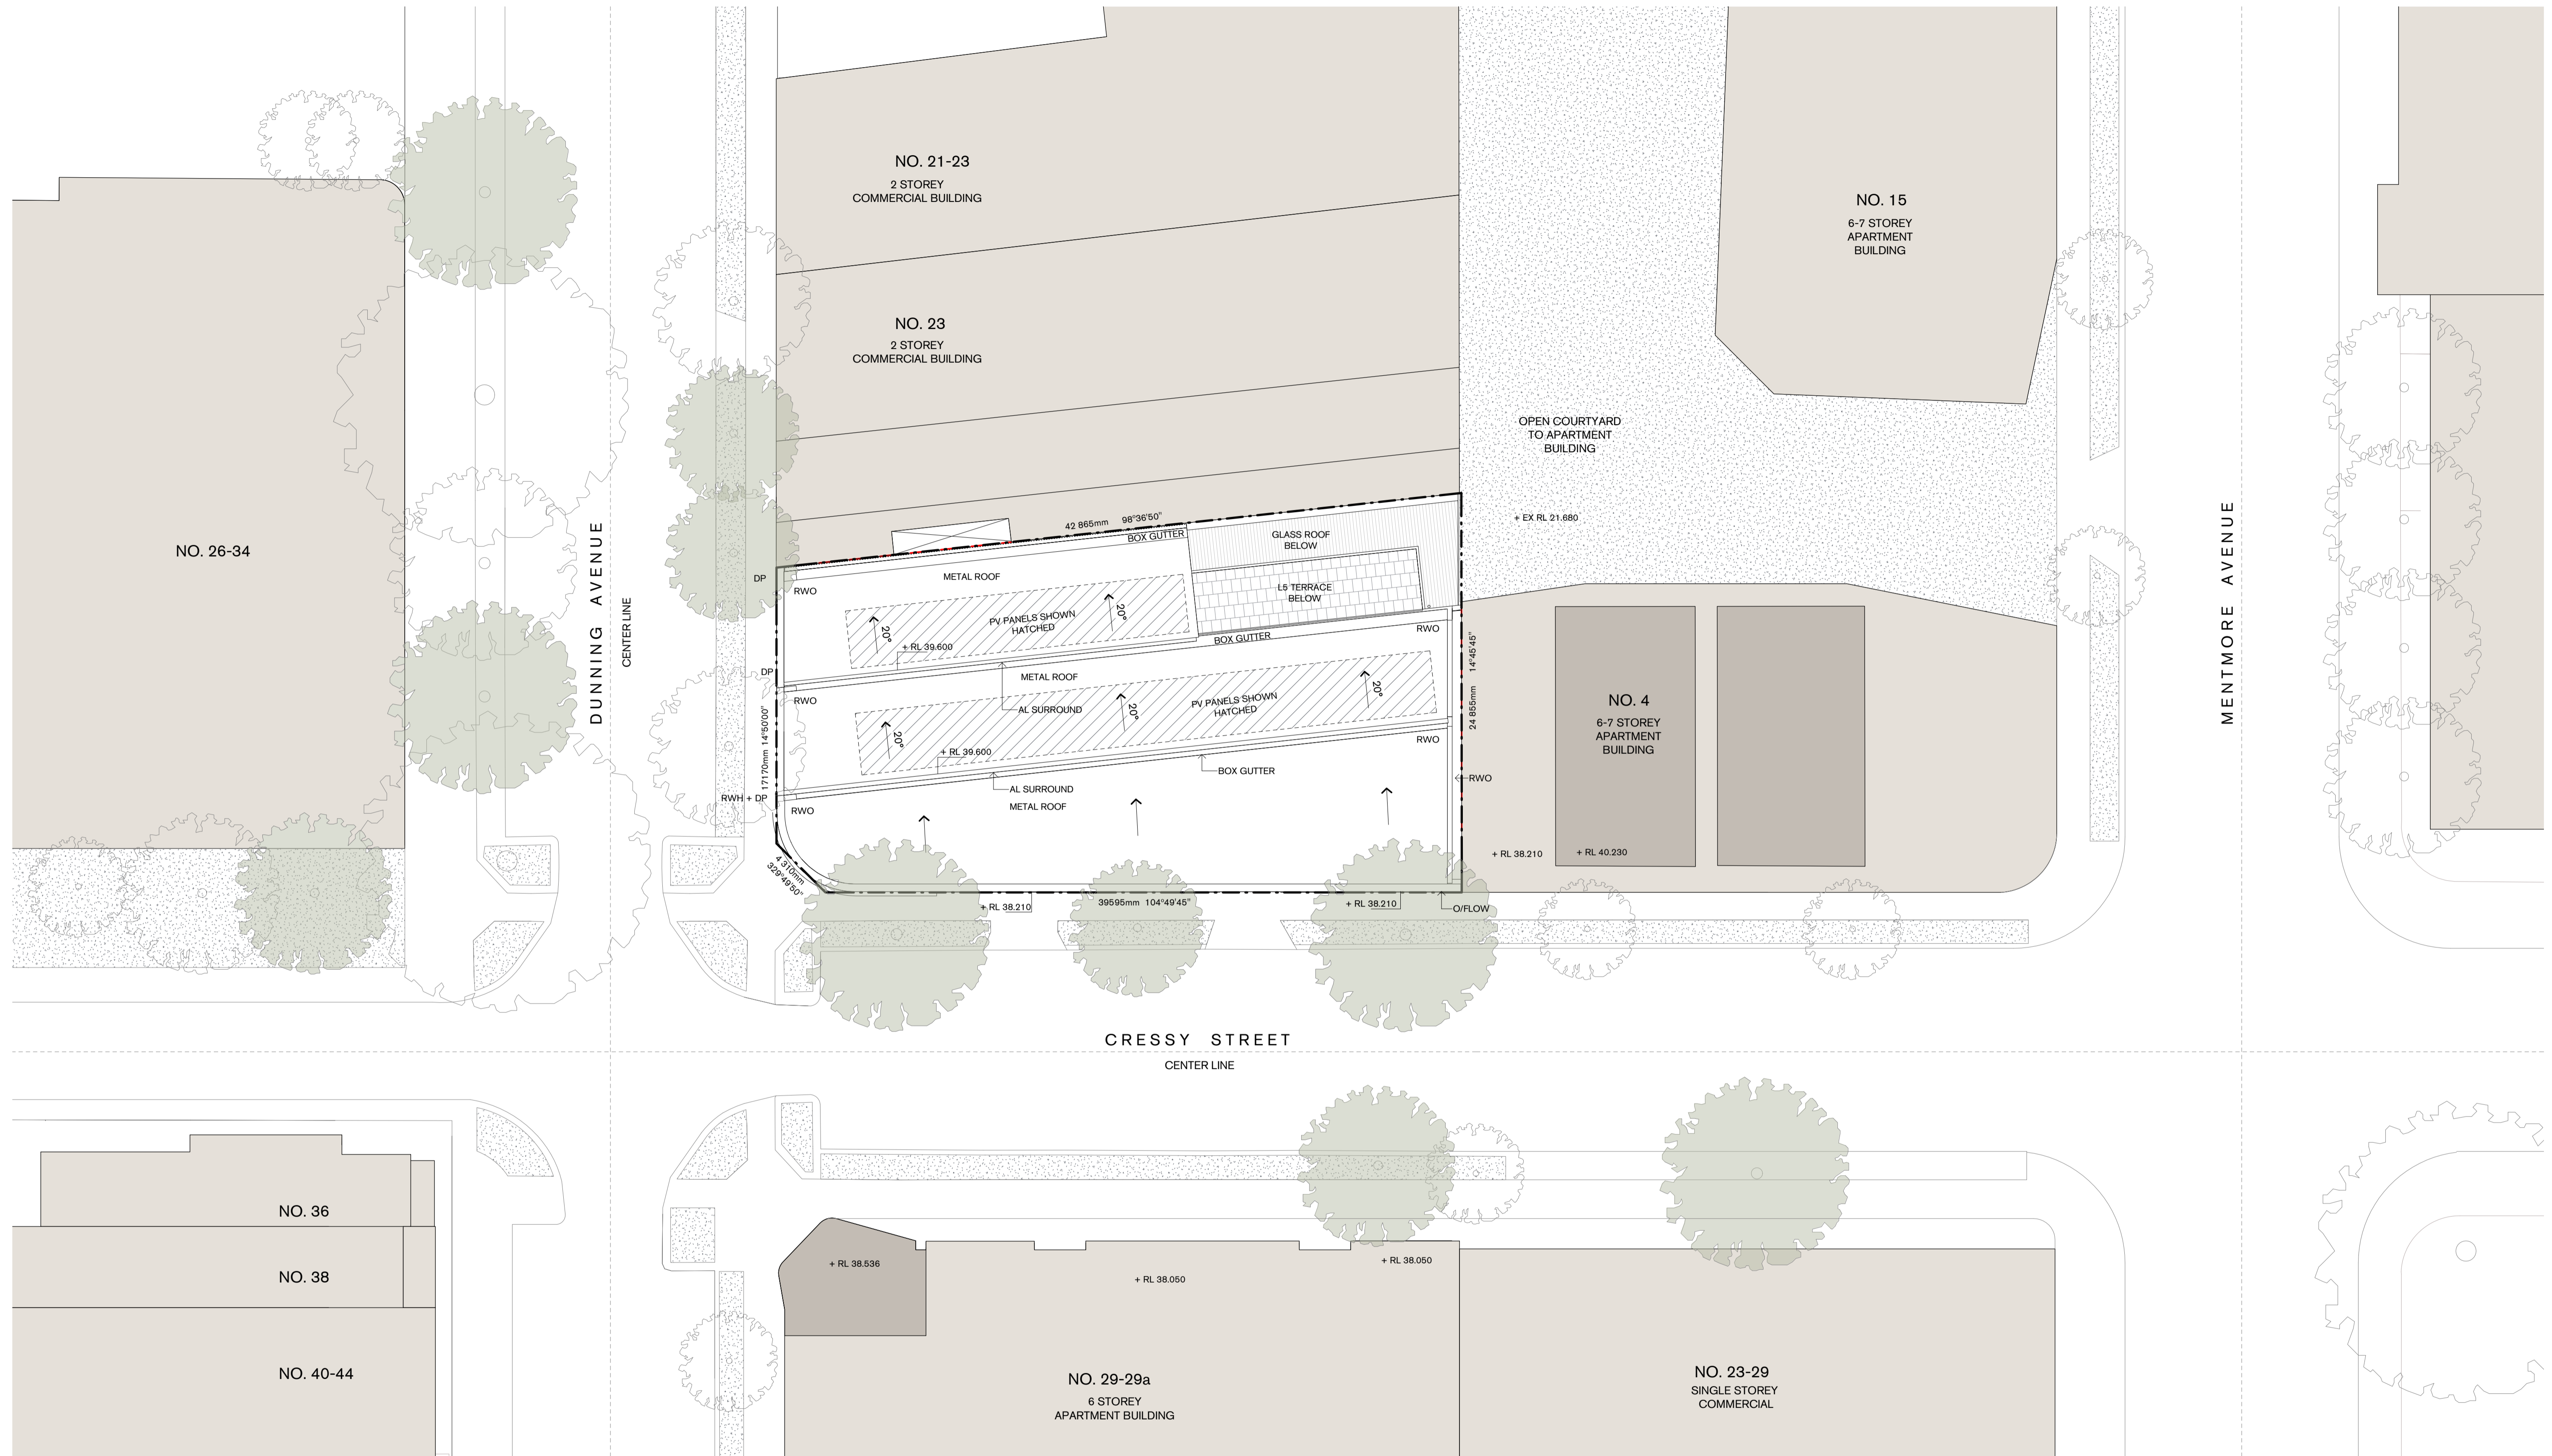 NO. 21-23
2 STOREY
COMMERCIAL BUILDING
NO. 15
6-7 STOREY
APARTMENT
BUILDING
NO. 23
2 STOREY
COMMERCIAL BUILDING
OPEN COURTYARD
TO APARTMENT
BUILDING
NO. 26-34
DUNNING AVENUE
CENTER LINE
MENTMORE AVENUE
+ EX RL 21.680
42 865mm 98°36'50"
BOX GUTTER
GLASS ROOF
BELOW
DP
METAL ROOF
RWO
L5 TERRACE
BELOW
PV PANELS SHOWN
HATCHED
20°
20°
RWO
BOX GUTTER
+ RL 39.600
24 855mm 14°45'45"
DP
METAL ROOF
RWO
AL SURROUND
PV PANELS SHOWN
HATCHED
20°
20°
20°
NO. 4
6-7 STOREY
APARTMENT
BUILDING
17170mm 14°50'00"
+ RL 39.600
RWO
BOX GUTTER
RWO
AL SURROUND
RWH + DP
METAL ROOF
RWO
4 310mm
329°49'50"
+ RL 38.210
+ RL 40.230
+ RL 38.210
39595mm 104°49'45"
+ RL 38.210
O/FLOW
CRESSY STREET
CENTER LINE
NO. 36
NO. 38
NO. 40-44
+ RL 38.536
+ RL 38.050
+ RL 38.050
NO. 29-29a
6 STOREY
APARTMENT BUILDING
NO. 23-29
SINGLE STOREY
COMMERCIAL